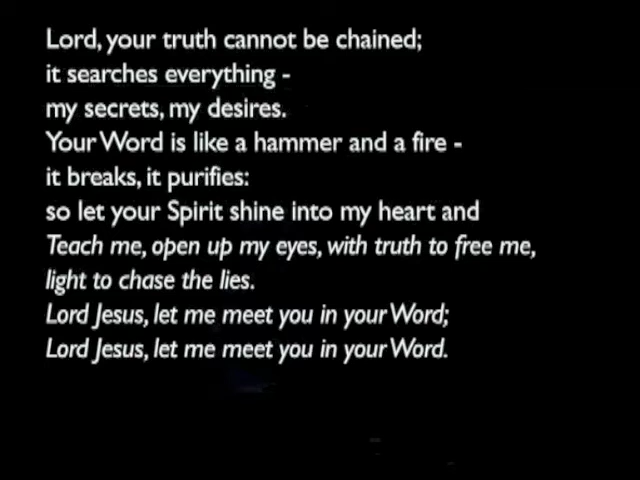 Lord, your truth cannot be chained;
it searches everything -
my secrets, my desires.
Your Word is like a hammer and a fire -
it breaks, it purifies:
so let your Spirit shine into my heart and
Teach me, open up my eyes, with truth to free me,
light to chase the lies.
Lord Jesus, let me meet you in your Word;
Lord Jesus, let me meet you in your Word.